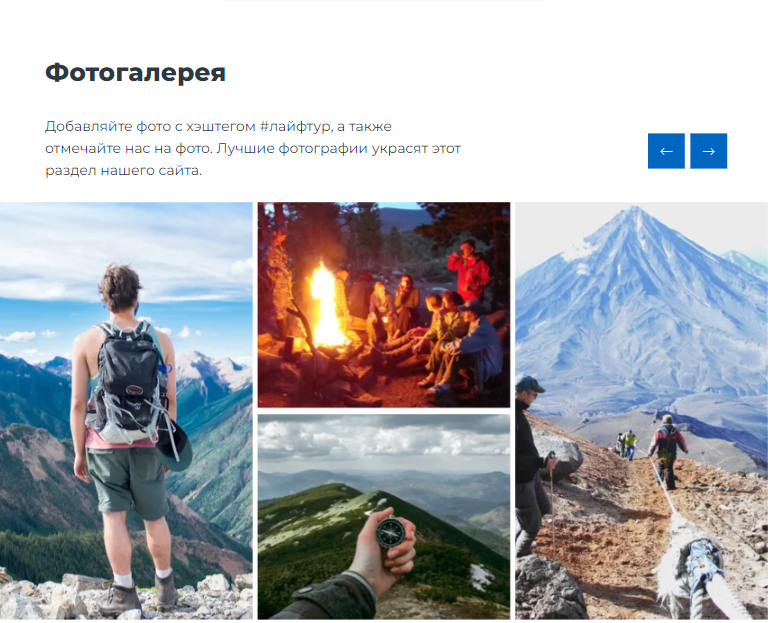 Фотогалерея
Добавляйте фото с хэштегом #лайфтур, а также
отмечайте нас на фото. Лучшие фотографии украсят этот
раздел нашего сайта.